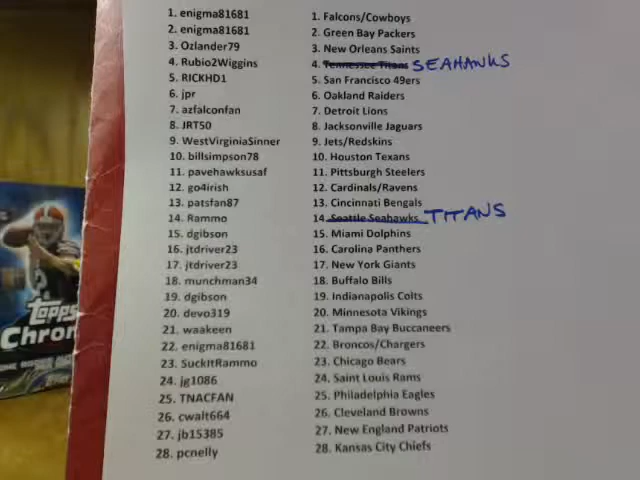 1. enigma81681
2. enigma81681
3. Ozlander79
4. Rubio2Wiggins
5. RICKHD1
6. jpr
7. azfalconfan
8. JRT50
9. WestVirginiaSinner
10. billsimpson78
11. pavehawksusaf
12. go4irish
13. patsfan87
14. Rammo
15. dgibson
16. jtdriver23
17. jtdriver23
18. munchman34
19. dgibson
20. devo319
21. waakeen
22. enigma81681
23. SuckItRammo
24. jg1086
25. TNACFAN
26. cwalt664
27. jb15385
28. pcnelly
1. Falcons/Cowboys
2. Green Bay Packers
3. New Orleans Saints
4. Tennessee Titans SEAHAWKS
5. San Francisco 49ers
6. Oakland Raiders
7. Detroit Lions
8. Jacksonville Jaguars
9. Jets/Redskins
10. Houston Texans
11. Pittsburgh Steelers
12. Cardinals/Ravens
13. Cincinnati Bengals
14. Seattle Seahawks TITANS
15. Miami Dolphins
16. Carolina Panthers
17. New York Giants
18. Buffalo Bills
19. Indianapolis Colts
20. Minnesota Vikings
21. Tampa Bay Buccaneers
22. Broncos/Chargers
23. Chicago Bears
24. Saint Louis Rams
25. Philadelphia Eagles
26. Cleveland Browns
27. New England Patriots
28. Kansas City Chiefs
Topps
Chrom